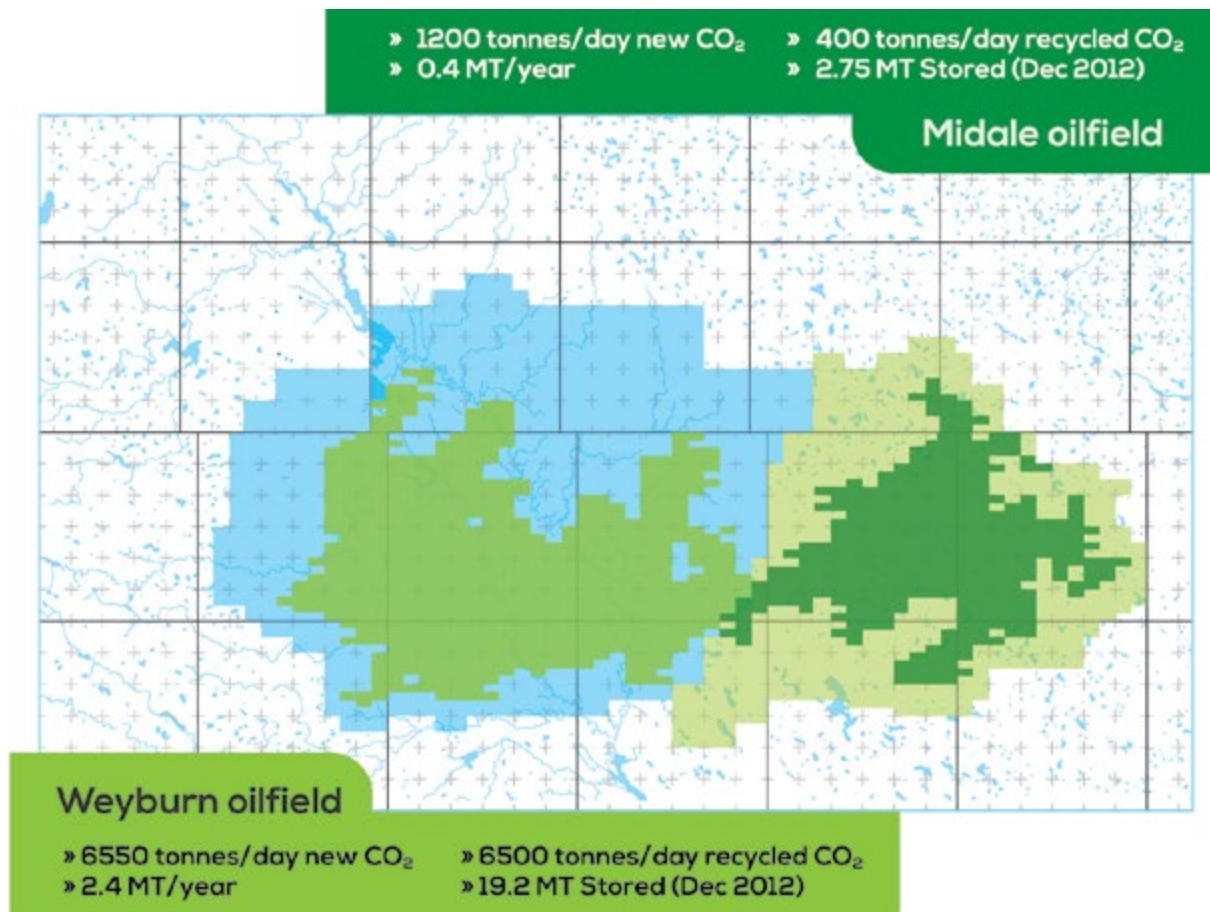 » 1200 tonnes/day new CO₂ » 400 tonnes/day recycled CO₂
» 0.4 MT/year » 2.75 MT Stored (Dec 2012)
Midale oilfield
Weyburn oilfield
» 6550 tonnes/day new CO₂ » 6500 tonnes/day recycled CO₂
» 2.4 MT/year » 19.2 MT Stored (Dec 2012)